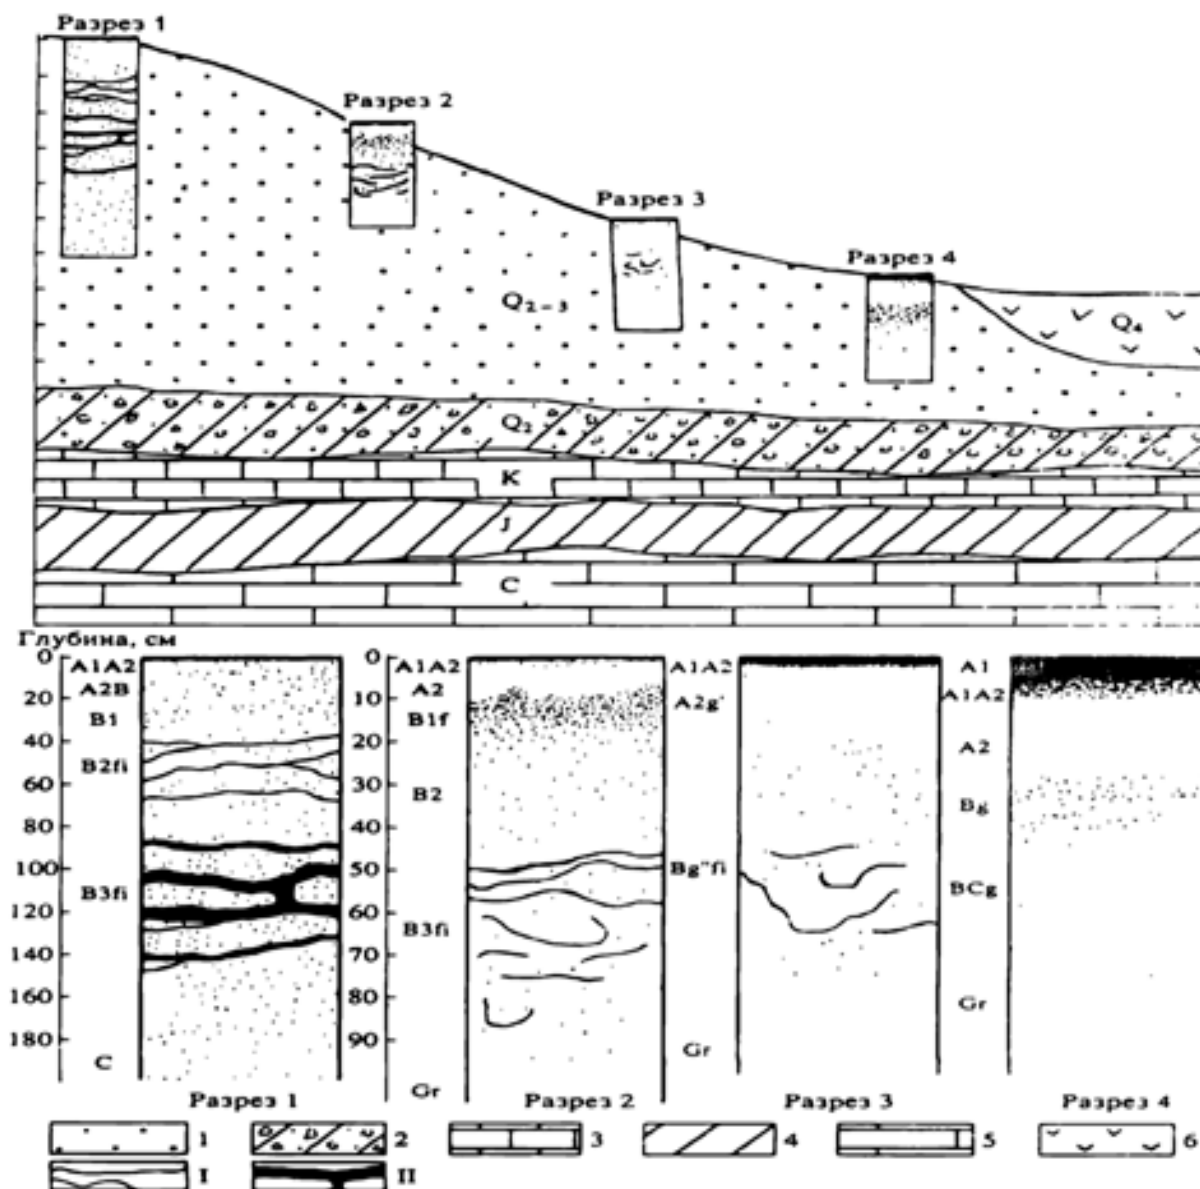 Разрез 1
Разрез 2
Разрез 3
Разрез 4
Q2–3
Q4
Q2
K
J
C
Глубина, см
0
20
40
60
80
100
120
140
160
180
A1A2
A2B
B1
B2fi
B3fi
C
0
10
20
30
40
50
60
70
80
90
A1A2
A2
B1f
B2
B3fi
Gr
A1A2
A2g'
Bg"fi
Gr
A1
A1A2
A2
Bg
BCg
Gr
Разрез 1
Разрез 2
Разрез 3
Разрез 4
1
2
3
4
5
6
I
II